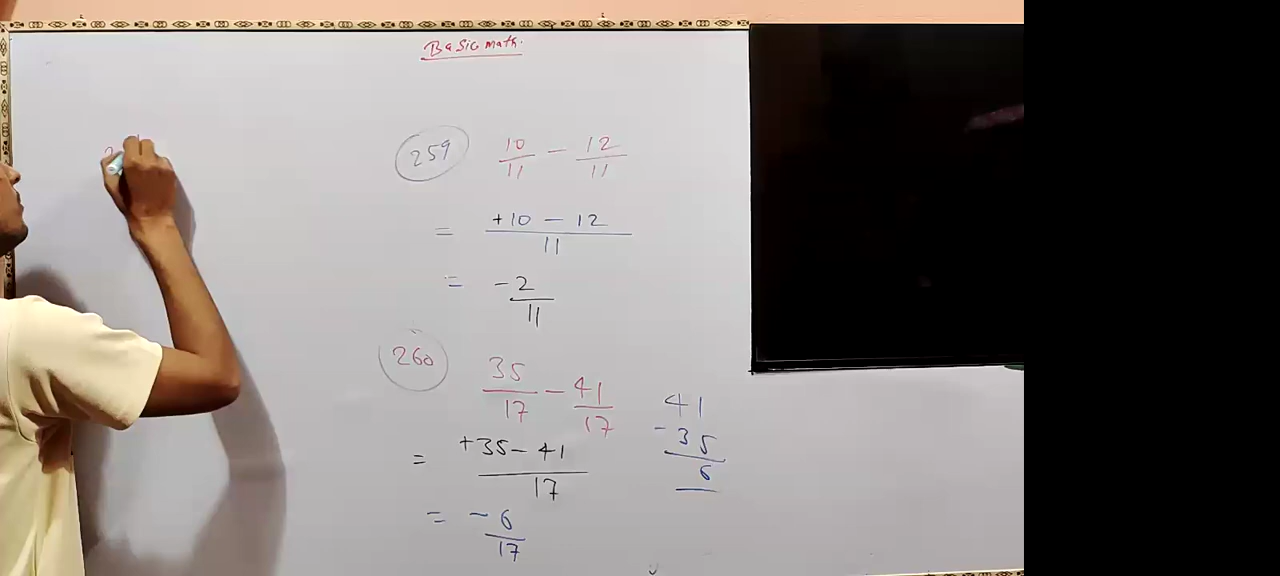 Basic math.
259 10/11 - 12/11
= +10 - 12 / 11
= -2/11
260 35/17 - 41/17
= +35 - 41 / 17
= -6/17
41
- 35
6